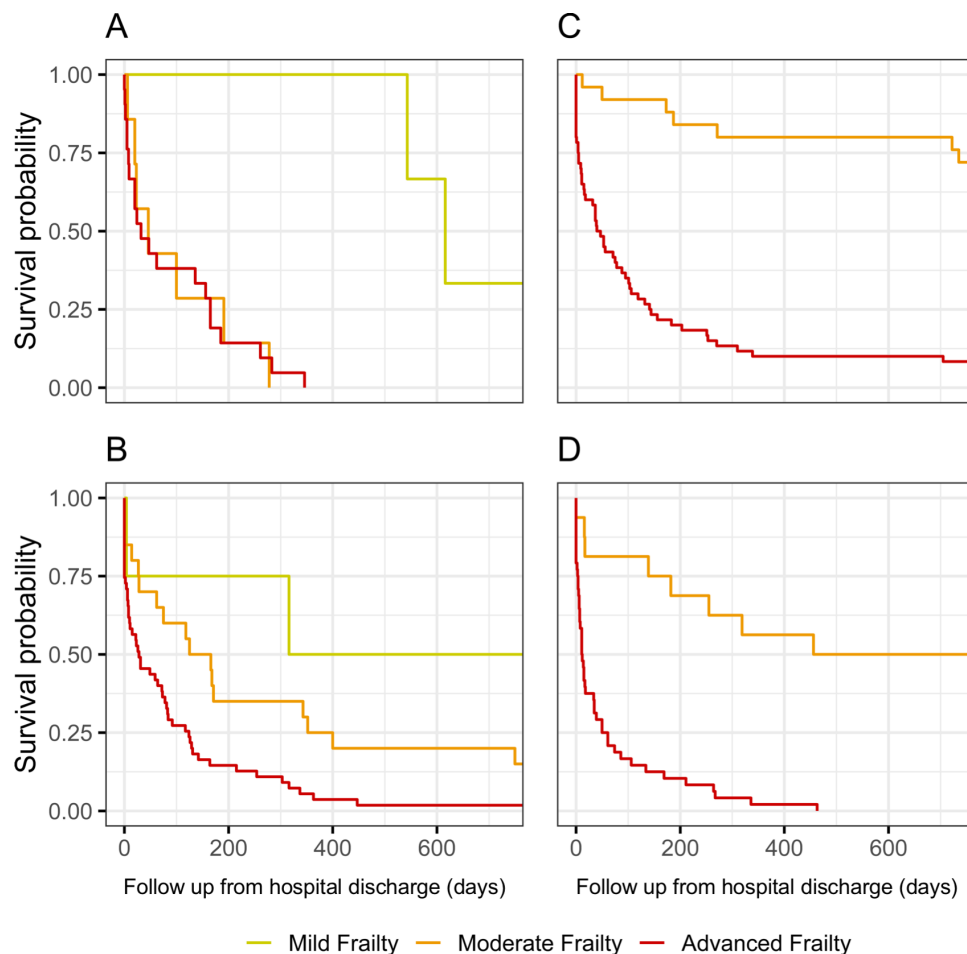 A
C
1.00
0.75
0.50
0.25
0.00
Survival probability
B
D
1.00
0.75
0.50
0.25
0.00
Survival probability
0 200 400 600 0 200 400 600
Follow up from hospital discharge (days) Follow up from hospital discharge (days)
Mild Frailty Moderate Frailty Advanced Frailty